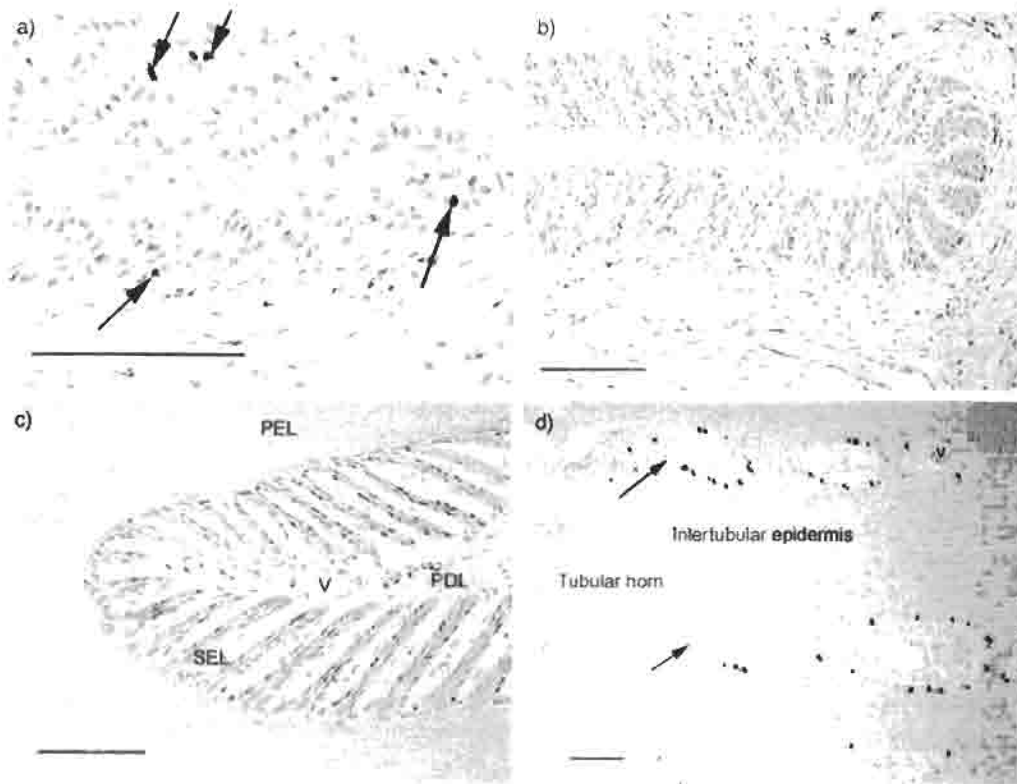 a)
b)
c)
PEL
V
PDL
SEL
d)
V
Intertubular epidermis
Tubular horn